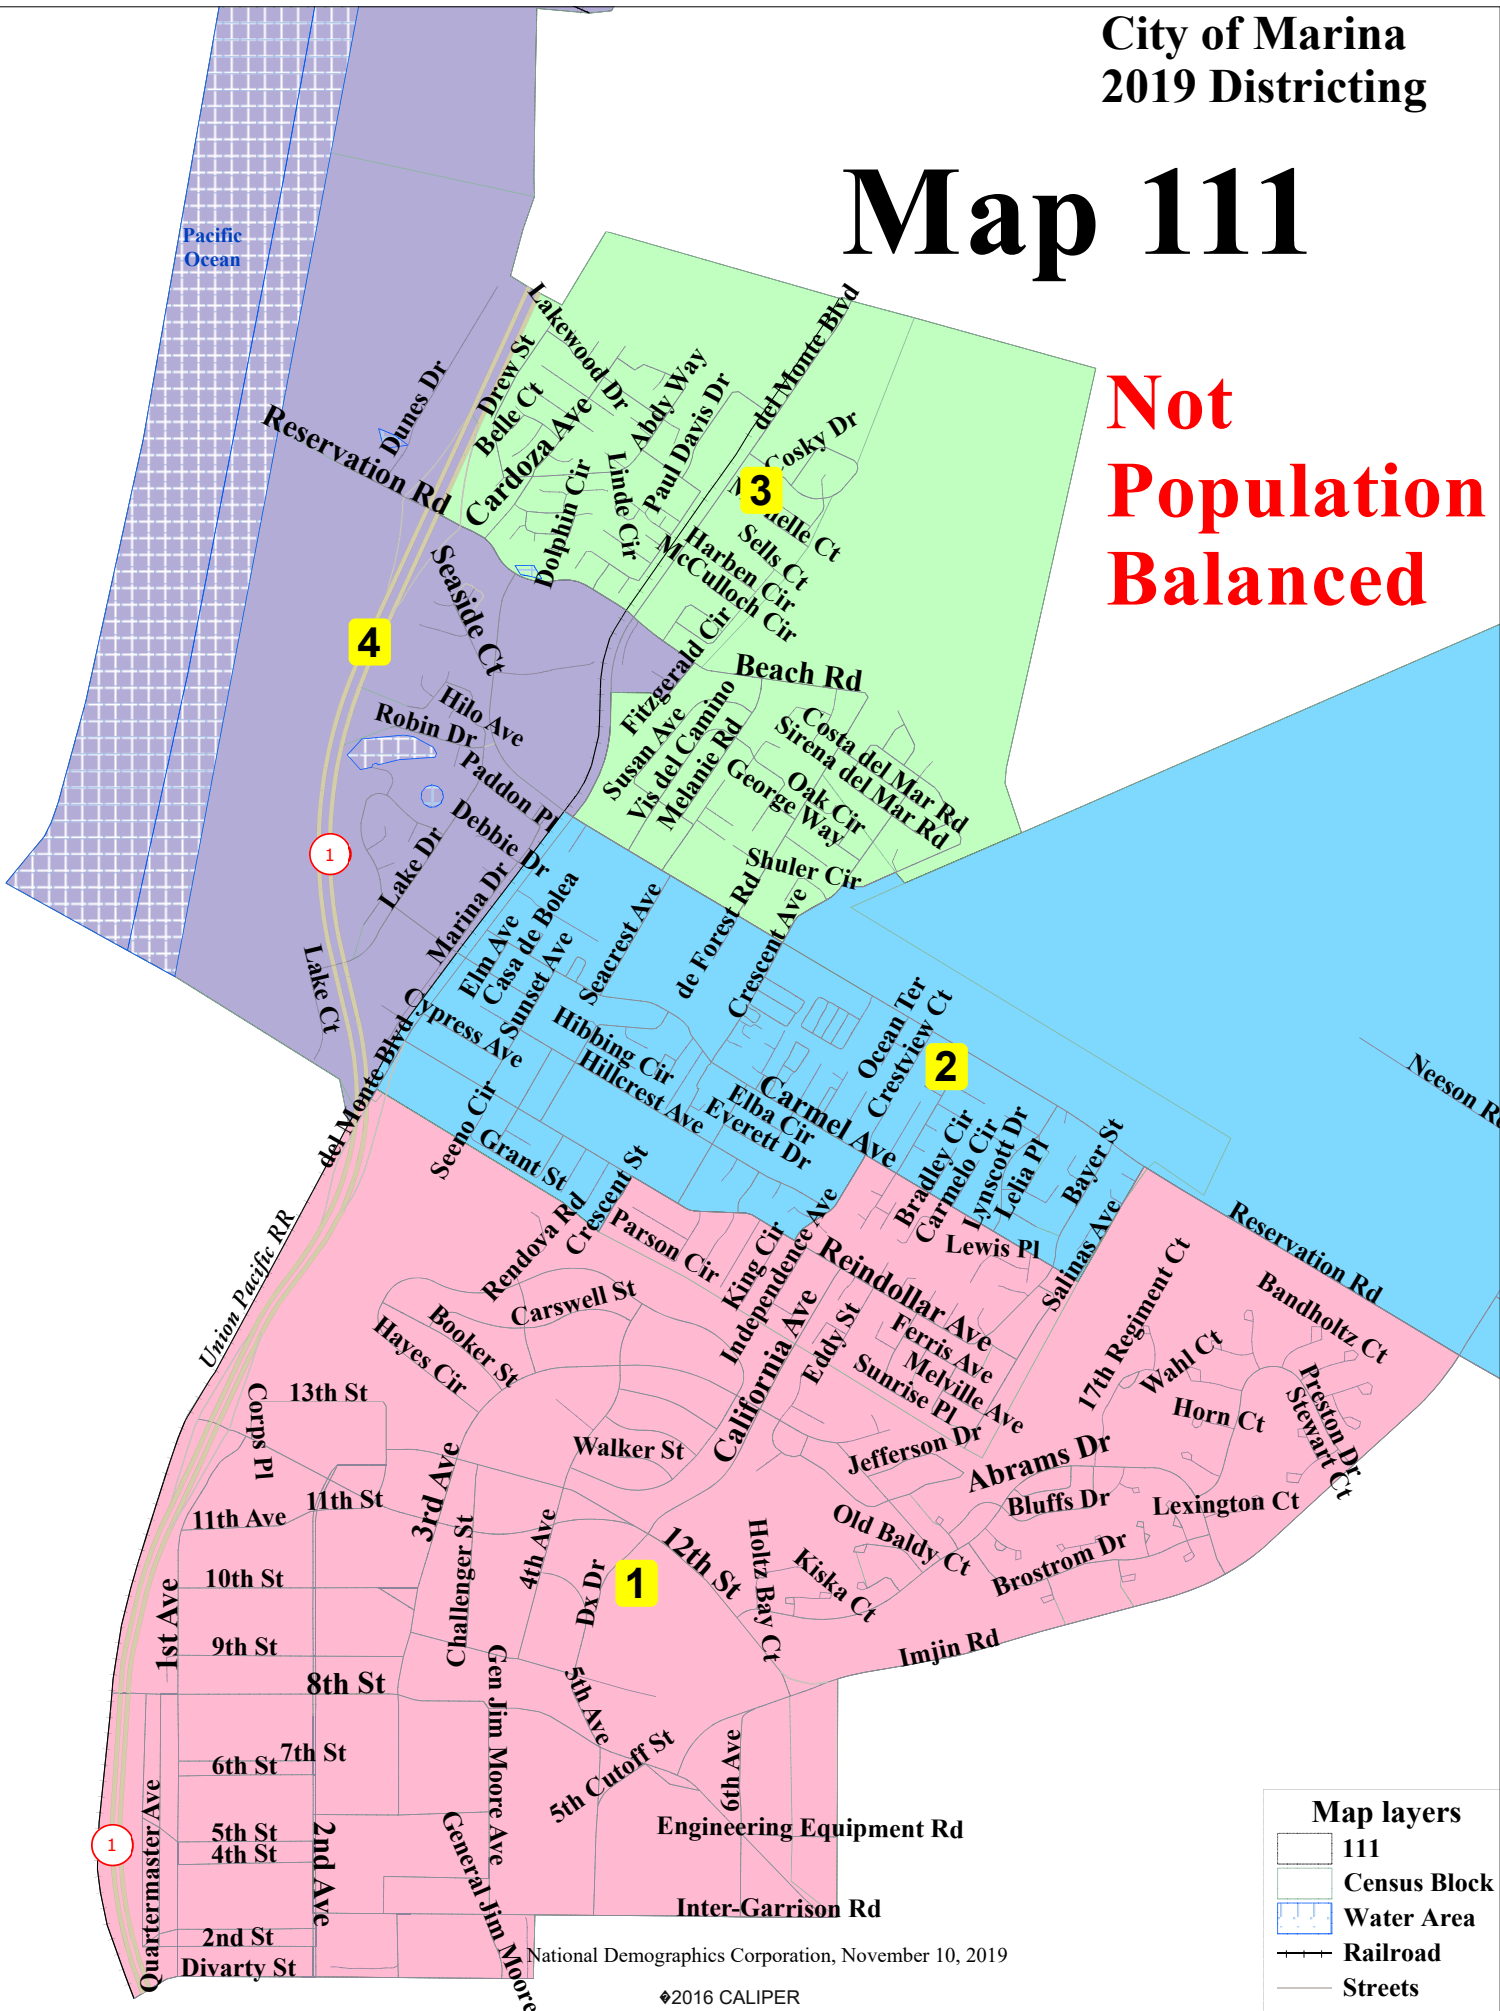 City of Marina
2019 Districting
Map 111
Not
Population
Balanced
Pacific
Ocean
Lakewood Dr
del Monte Blvd
Drew St
Dunes Dr
Belle Ct
Abdy Way
Paul Davis Dr
Reservation Rd
Cardoza Ave
Cosky Dr
Linde Cir
Dolphin Cir
3
elle Ct
Sells Ct
Harben Cir
McCulloch Cir
Seaside Ct
4
Fitzgerald Cir
Beach Rd
Hilo Ave
Robin Dr
Susan Ave
Vis del Camino
Melanie Rd
Costa del Mar Rd
Sirena del Mar Rd
Oak Cir
George Way
Paddon Pl
Debbie Dr
1
Lake Dr
Shuler Cir
Marina Dr
Elm Ave
Casa de Bolea
Sunset Ave
Seacrest Ave
de Forest Rd
Crescent Ave
Lake Ct
Cypress Ave
Ocean Ter
Crestview Ct
Hibbing Cir
Hillcrest Ave
2
Neeson R
del Monte Blvd
Carmel Ave
Elba Cir
Everett Dr
Seeno Cir
Grant St
Crescent St
Bradley Cir
Carmelo Cir
Lynscott Dr
Lelia Pl
Bayer St
Rendova Rd
Parson Cir
King Cir
Independence Ave
Lewis Pl
Salinas Ave
Reservation Rd
Union Pacific RR
Carswell St
Reindollar Ave
17th Regiment Ct
Bandholtz Ct
Booker St
Hayes Cir
California Ave
Eddy St
Ferris Ave
Melville Ave
Sunrise Pl
Wahl Ct
Horn Ct
Preston Dr
Stewart Ct
13th St
Corps Pl
Walker St
Jefferson Dr
Abrams Dr
3rd Ave
11th St
11th Ave
Bluffs Dr
Lexington Ct
Challenger St
4th Ave
12th St
Holtz Bay Ct
Old Baldy Ct
Brostrom Dr
10th St
1
Dx Dr
Kiska Ct
1st Ave
9th St
Imjin Rd
8th St
Gen Jim Moore Ave
5th Ave
7th St
6th St
5th Cutoff St
6th Ave
Quartermaster Ave
1
5th St
4th St
2nd Ave
General Jim Moore
Engineering Equipment Rd
Inter-Garrison Rd
2nd St
Divarty St
National Demographics Corporation, November 10, 2019
�2016 CALIPER
Map layers
111
Census Block
Water Area
Railroad
Streets